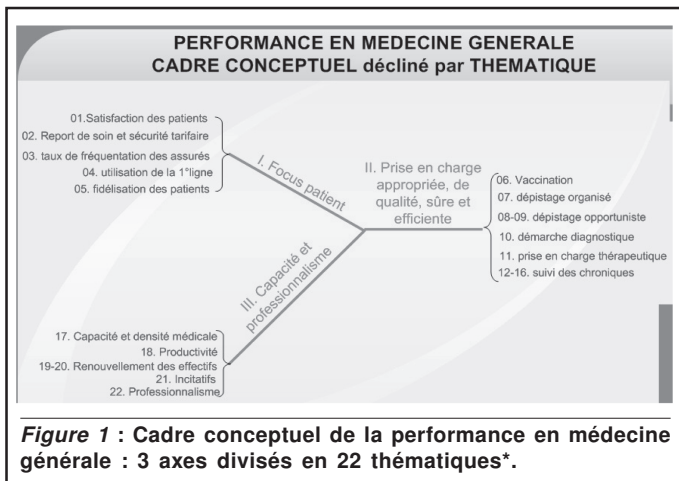 PERFORMANCE EN MEDECINE GENERALE
CADRE CONCEPTUEL décliné par THEMATIQUE
01.Satisfaction des patients
02. Report de soin et sécurité tarifaire
03. taux de fréquentation des assurés
04. utilisation de la 1°ligne
05. fidélisation des patients
I. Focus patient
II. Prise en charge
appropriée, de
qualité, sûre et
efficiente
06. Vaccination
07. dépistage organisé
08-09. dépistage opportuniste
10. démarche diagnostique
11. prise en charge thérapeutique
12-16. suivi des chroniques
III. Capacité et
professionnalisme
17. Capacité et densité médicale
18. Productivité
19-20. Renouvellement des effectifs
21. Incitatifs
22. Professionnalisme
Figure 1 : Cadre conceptuel de la performance en médecine
générale : 3 axes divisés en 22 thématiques*.